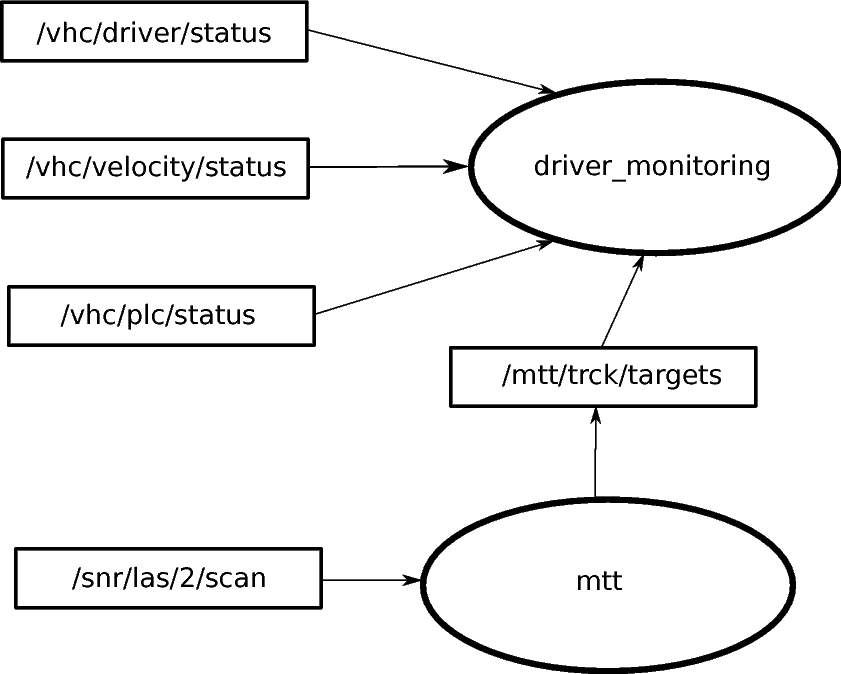 /vhc/driver/status
/vhc/velocity/status
driver_monitoring
/vhc/plc/status
/mtt/trck/targets
/snr/las/2/scan
mtt